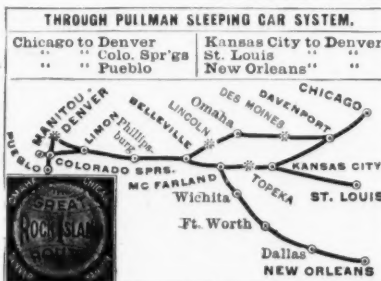 THROUGH PULLMAN SLEEPING CAR SYSTEM.
Chicago to Denver
" " Colo. Spr'gs
" " Pueblo
Kansas City to Denver
St. Louis " "
New Orleans " "
CHICAGO
DAVENPORT
DES MOINES
Omaha
LINCOLN
BELLEVILLE
Phillips-
burg
LIMON
DENVER
MANITOU
PUEBLO
COLORADO SPRS.
MC FARLAND
TOPEKA
KANSAS CITY
ST. LOUIS
Wichita
Ft. Worth
Dallas
NEW ORLEANS
GREAT
ROCK ISLAND
ROUTE